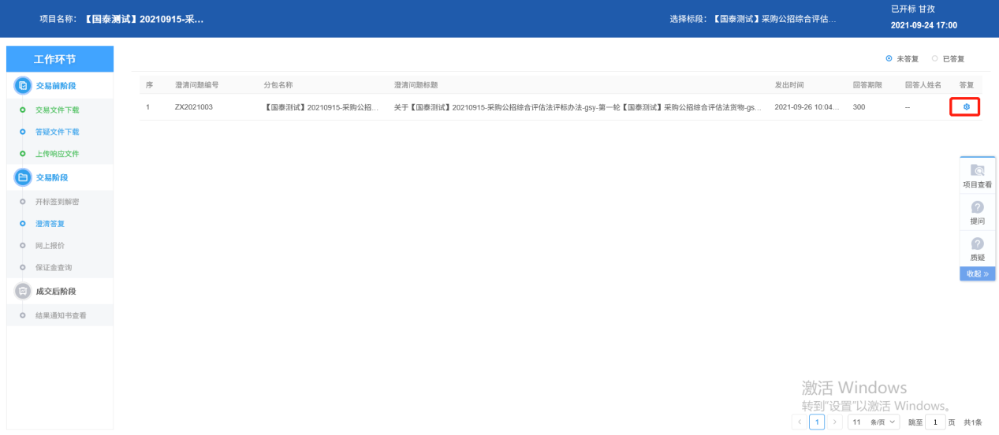 项目名称：【国泰测试】20210915-采...
选择标段：【国泰测试】采购公招综合评估...
已开标 甘孜
2021-09-24 17:00
工作环节
交易前阶段
交易文件下载
答疑文件下载
上传响应文件
交易阶段
开标签到解密
澄清答复
网上报价
保证金查询
成交后阶段
结果通知书查看
未答复 已答复
序 澄清问题编号 分包名称 澄清问题标题 发出时间 回答期限 回答人姓名 答复
1 ZX2021003 【国泰测试】20210915-采购公招... 关于【国泰测试】20210915-采购公招综合评估法评标办法-gsy-第一轮【国泰测试】采购公招综合评估法货物-gs... 2021-09-26 10:04... 300 --
项目查看
提问
质疑
收起 »
激活 Windows
转到"设置"以激活 Windows。
< 1 > 11 条/页 跳至 1 页 共1条